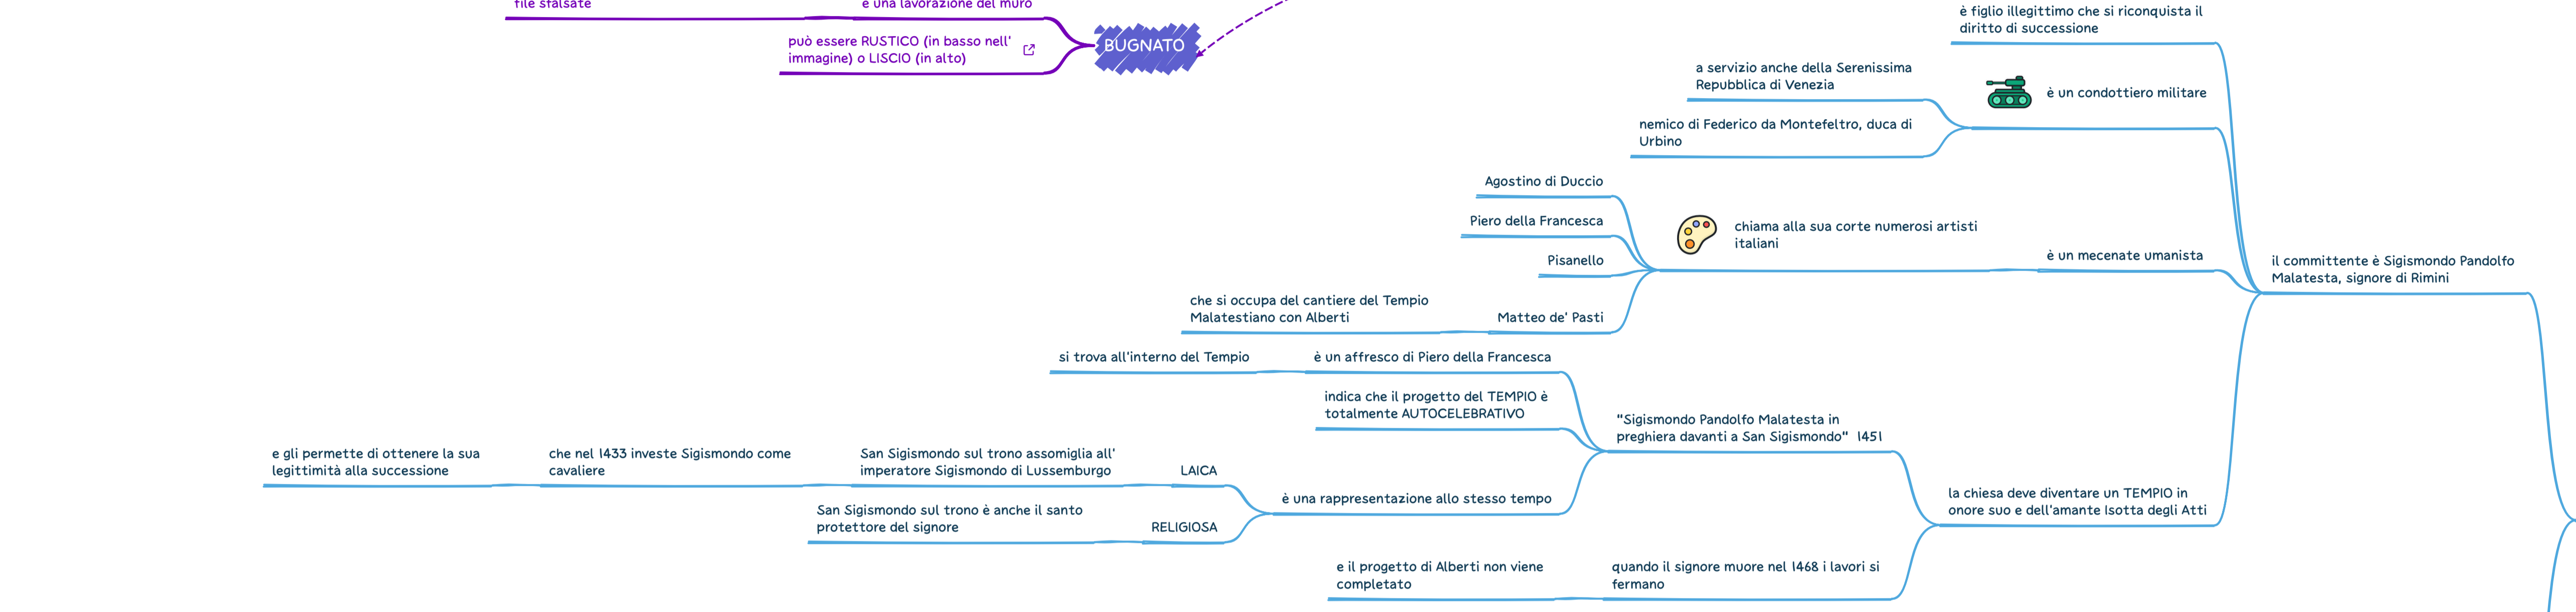 file sfalsate
è una lavorazione del muro
può essere RUSTICO (in basso nell'
immagine) o LISCIO (in alto)
BUGNATO
è figlio illegittimo che si riconquista il
diritto di successione
a servizio anche della Serenissima
Repubblica di Venezia
è un condottiero militare
nemico di Federico da Montefeltro, duca di
Urbino
Agostino di Duccio
Piero della Francesca
Pisanello
che si occupa del cantiere del Tempio
Malatestiano con Alberti
Matteo de' Pasti
chiama alla sua corte numerosi artisti
italiani
è un mecenate umanista
il committente è Sigismondo Pandolfo
Malatesta, signore di Rimini
si trova all'interno del Tempio
è un affresco di Piero della Francesca
indica che il progetto del TEMPIO è
totalmente AUTOCELEBRATIVO
"Sigismondo Pandolfo Malatesta in
preghiera davanti a San Sigismondo" 1451
e gli permette di ottenere la sua
legittimità alla successione
che nel 1433 investe Sigismondo come
cavaliere
San Sigismondo sul trono assomiglia all'
imperatore Sigismondo di Lussemburgo
LAICA
è una rappresentazione allo stesso tempo
San Sigismondo sul trono è anche il santo
protettore del signore
RELIGIOSA
la chiesa deve diventare un TEMPIO in
onore suo e dell'amante Isotta degli Atti
e il progetto di Alberti non viene
completato
quando il signore muore nel 1468 i lavori si
fermano